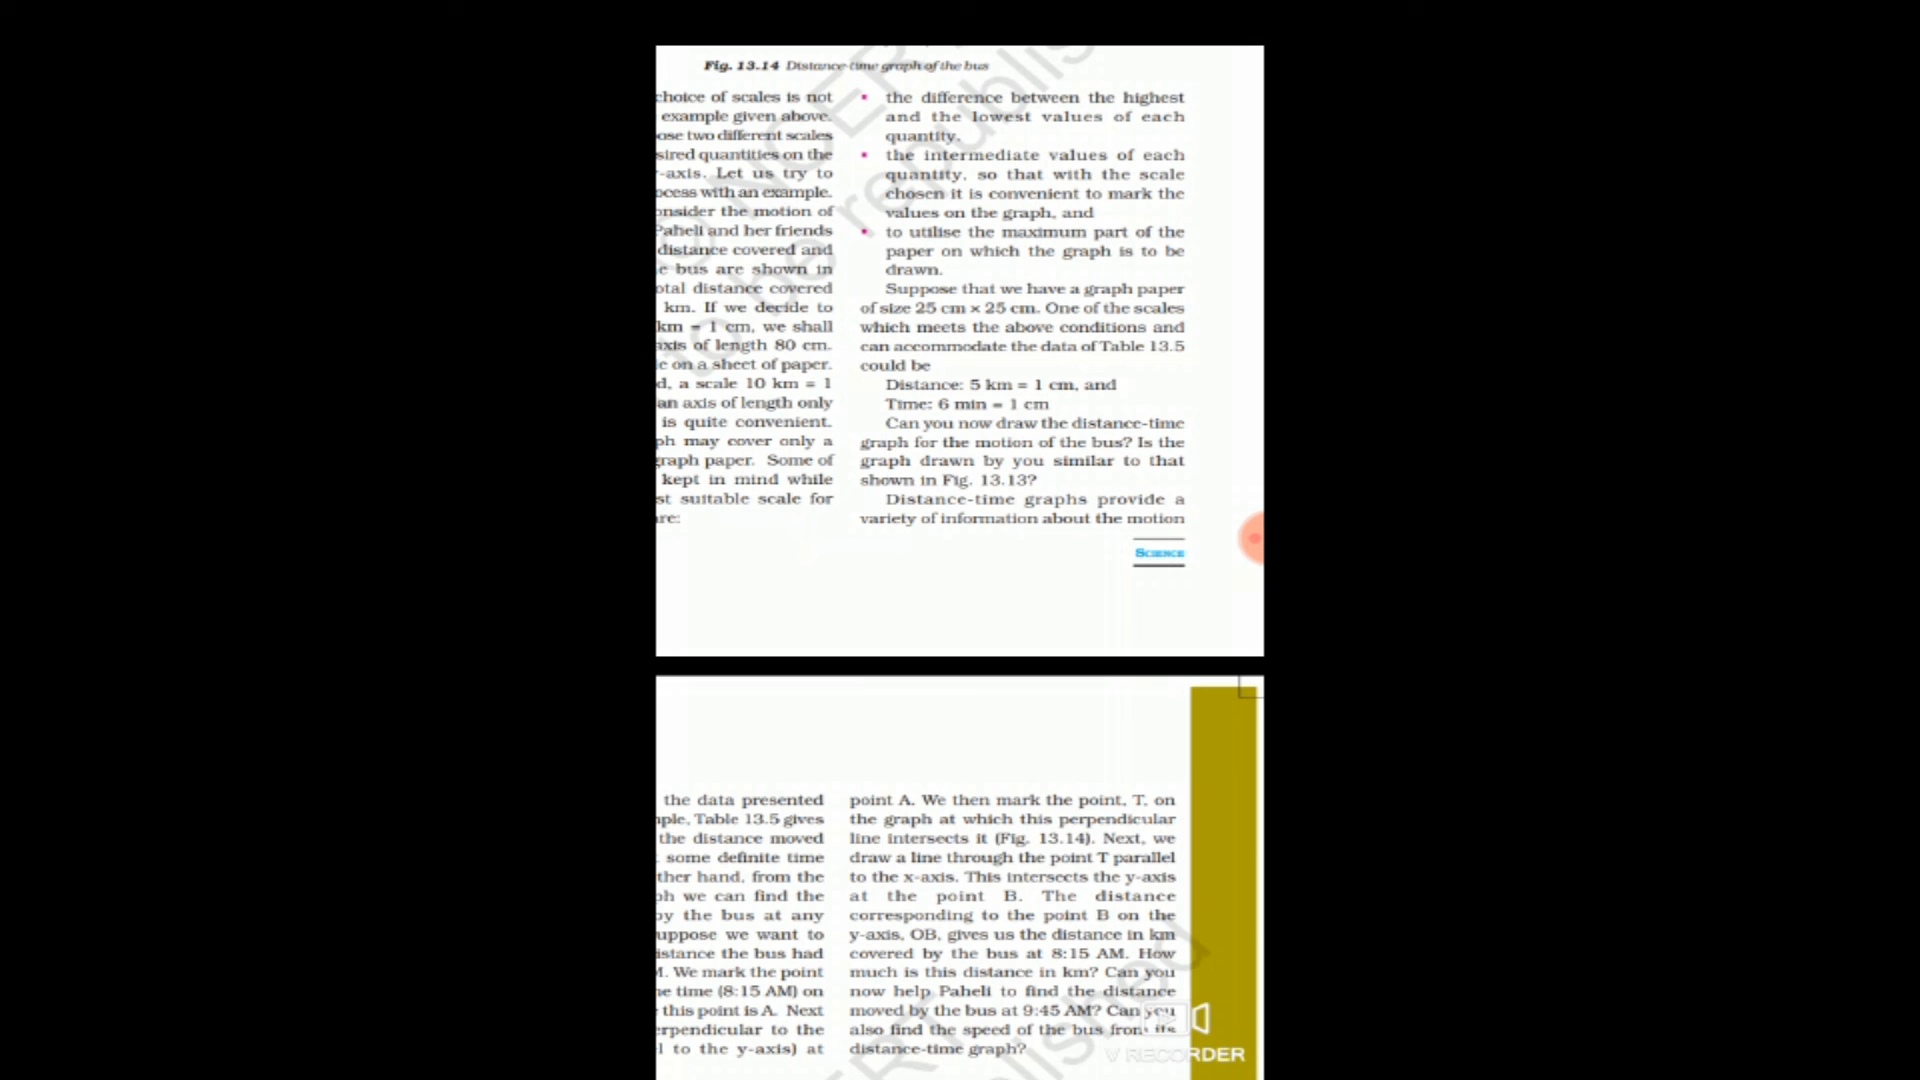 Fig. 13.14 Distance-time graph of the bus
choice of scales is not
example given above.
ose two different scales
sired quantities on the
-axis. Let us try to
ocess with an example.
onsider the motion of
Paheli and her friends
distance covered and
e bus are shown in
otal distance covered
km. If we decide to
km = 1 cm, we shall
axis of length 80 cm.
e on a sheet of paper.
d, a scale 10 km = 1
an axis of length only
is quite convenient.
ph may cover only a
graph paper. Some of
kept in mind while
st suitable scale for
are:
• the difference between the highest
and the lowest values of each
quantity.
• the intermediate values of each
quantity, so that with the scale
chosen it is convenient to mark the
values on the graph, and
• to utilise the maximum part of the
paper on which the graph is to be
drawn.
Suppose that we have a graph paper
of size 25 cm × 25 cm. One of the scales
which meets the above conditions and
can accommodate the data of Table 13.5
could be
Distance: 5 km = 1 cm, and
Time: 6 min = 1 cm
Can you now draw the distance-time
graph for the motion of the bus? Is the
graph drawn by you similar to that
shown in Fig. 13.13?
Distance-time graphs provide a
variety of information about the motion
SCIENCE
the data presented
ple, Table 13.5 gives
the distance moved
some definite time
ther hand, from the
ph we can find the
by the bus at any
uppose we want to
istance the bus had
M. We mark the point
he time (8:15 AM) on
this point is A. Next
erpendicular to the
l to the y-axis) at
point A. We then mark the point, T, on
the graph at which this perpendicular
line intersects it (Fig. 13.14). Next, we
draw a line through the point T parallel
to the x-axis. This intersects the y-axis
at the point B. The distance
corresponding to the point B on the
y-axis, OB, gives us the distance in km
covered by the bus at 8:15 AM. How
much is this distance in km? Can you
now help Paheli to find the distance
moved by the bus at 9:45 AM? Can you
also find the speed of the bus from its
distance-time graph?
© NCERT
to be republis
ERT
blished
V RECORDER